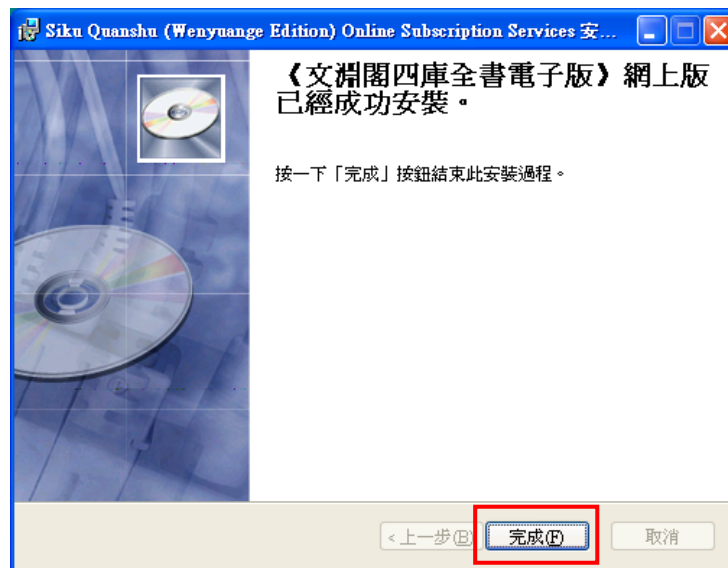 Siku Quanshu (Wenyuange Edition) Online Subscription Services 安...
《文淵閣四庫全書電子版》網上版
已經成功安裝。
按一下「完成」按鈕結束此安裝過程。
<上一步(B) 完成(F) 取消